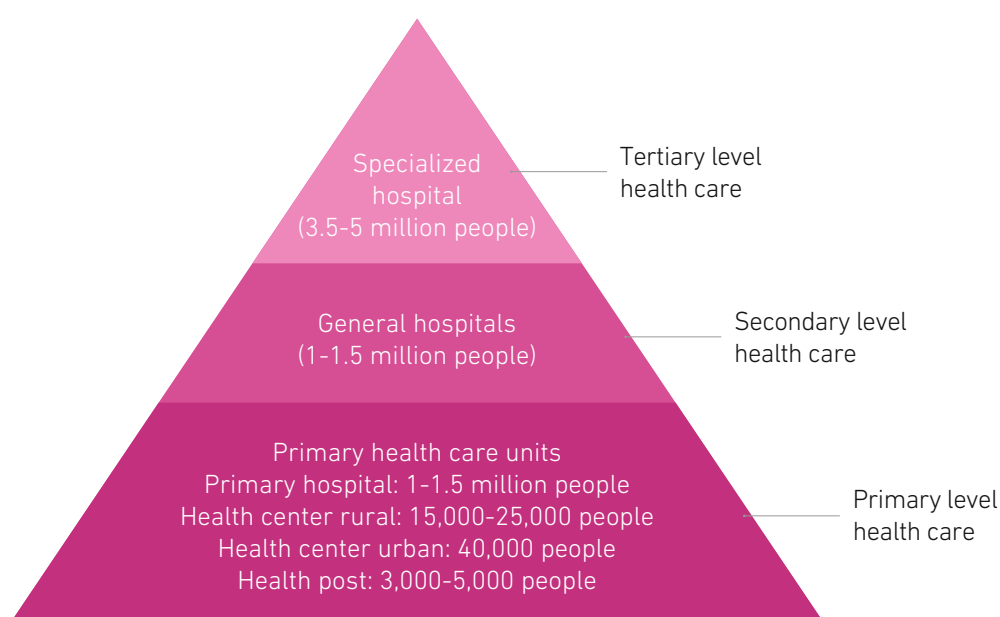 Specialized
hospital
(3.5-5 million people)
Tertiary level
health care
General hospitals
(1-1.5 million people)
Secondary level
health care
Primary health care units
Primary hospital: 1-1.5 million people
Health center rural: 15,000-25,000 people
Health center urban: 40,000 people
Health post: 3,000-5,000 people
Primary level
health care